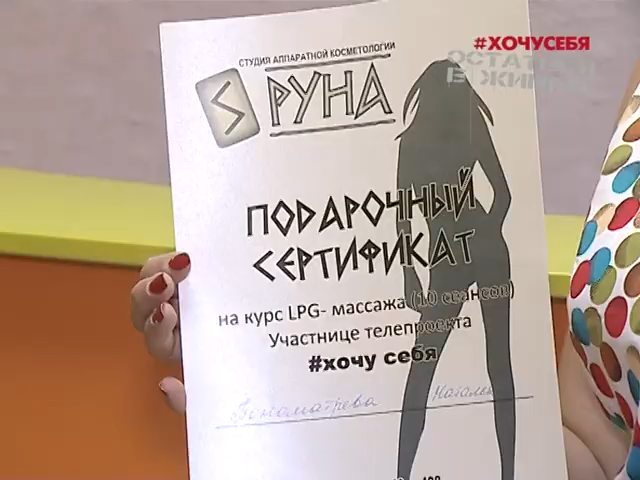 #ХОЧУСЕБЯ
СТУДИЯ АППАРАТНОЙ КОСМЕТОЛОГИИ
РУНА
ПОДАРОЧНЫЙ
СЕРТИФИКАТ
на курс LPG- массажа (10 сеансов)
Участнице телепроекта
#хочу себя